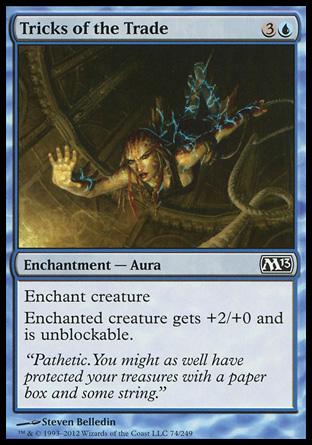 Tricks of the Trade 3
Enchantment — Aura M13
Enchant creature
Enchanted creature gets +2/+0 and
is unblockable.
“Pathetic. You might as well have
protected your treasures with a paper
box and some string.”
Steven Belledin
™ & © 1993–2012 Wizards of the Coast LLC 74/249